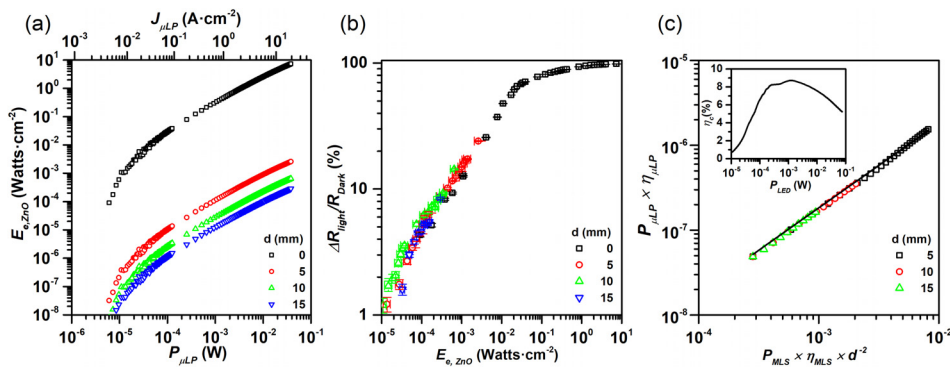 (a)
J_μLP (A·cm⁻²)
10⁻³ 10⁻² 10⁻¹ 10⁰ 10¹
E_e,ZnO (Watts·cm⁻²)
10¹
10⁰
10⁻¹
10⁻²
10⁻³
10⁻⁴
10⁻⁵
10⁻⁶
10⁻⁷
10⁻⁸
d (mm)
0
5
10
15
10⁻⁶ 10⁻⁵ 10⁻⁴ 10⁻³ 10⁻² 10⁻¹
P_μLP (W)
(b)
ΔR_light/R_Dark (%)
100
10
1
d (mm)
0
5
10
15
10⁻⁵ 10⁻⁴ 10⁻³ 10⁻² 10⁻¹ 10⁰ 10¹
E_e, ZnO (Watts·cm⁻²)
(c)
P_μLP × η_μLP
10⁻⁵
10⁻⁶
10⁻⁷
10⁻⁸
η_c(%)
10
8
6
4
2
0
10⁻⁵ 10⁻⁴ 10⁻³ 10⁻² 10⁻¹
P_LED (W)
d (mm)
5
10
15
10⁻⁴ 10⁻³ 10⁻²
P_MLS × η_MLS × d⁻²